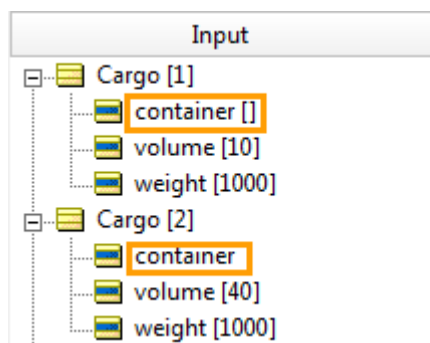 Input
Cargo [1]
container []
volume [10]
weight [1000]
Cargo [2]
container
volume [40]
weight [1000]